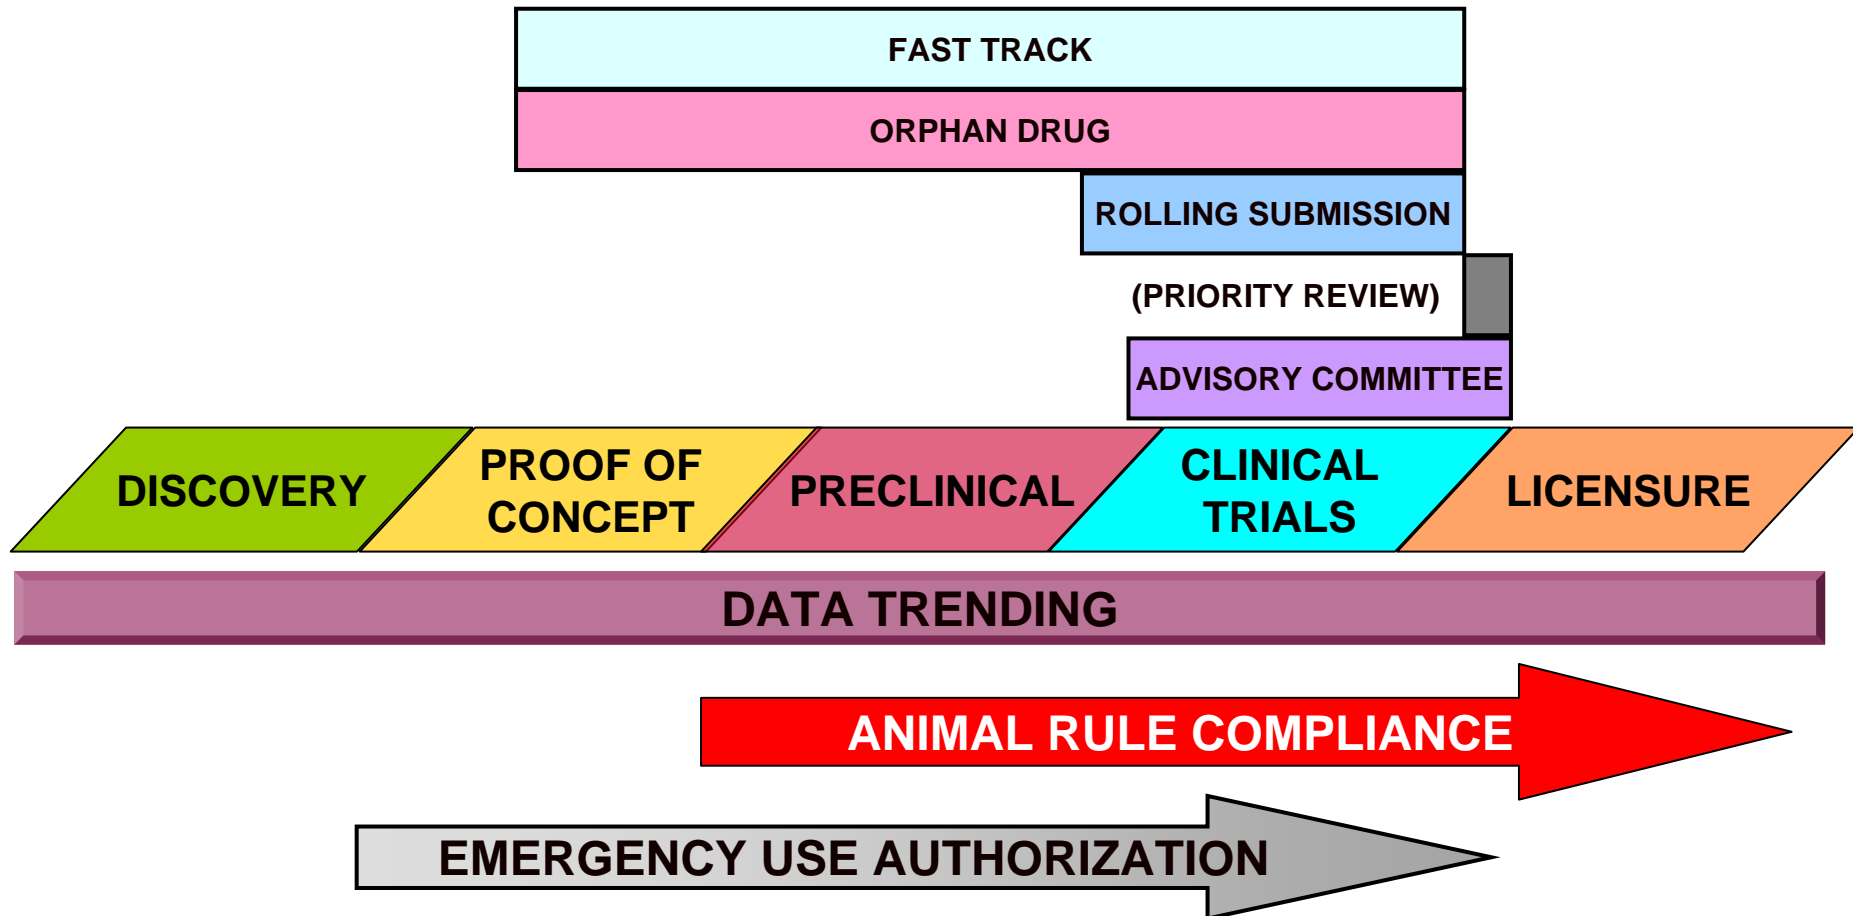 FAST TRACK
ORPHAN DRUG
ROLLING SUBMISSION
(PRIORITY REVIEW)
ADVISORY COMMITTEE
DISCOVERY
PROOF OF
CONCEPT
PRECLINICAL
CLINICAL
TRIALS
LICENSURE
DATA TRENDING
ANIMAL RULE COMPLIANCE
EMERGENCY USE AUTHORIZATION